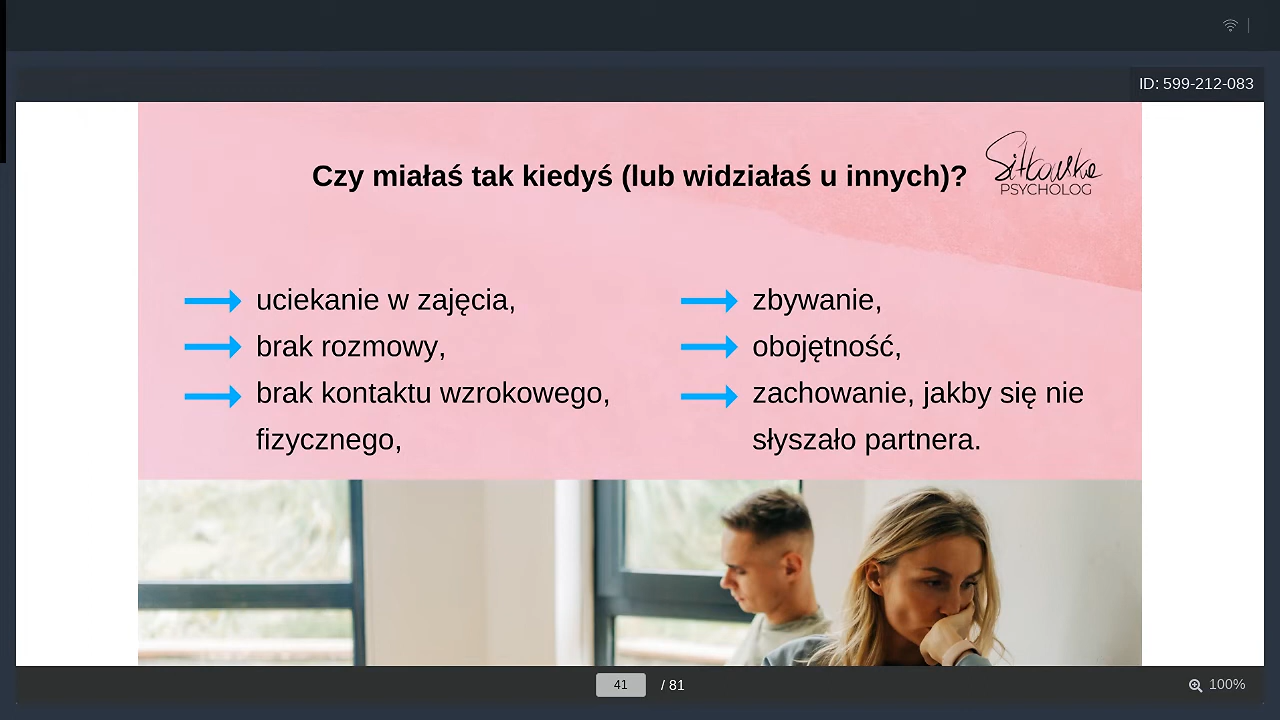 ID: 599-212-083
Czy miałaś tak kiedyś (lub widziałaś u innych)?
Sitkowska
PSYCHOLOG
uciekanie w zajęcia,
brak rozmowy,
brak kontaktu wzrokowego,
fizycznego,
zbywanie,
obojętność,
zachowanie, jakby się nie
słyszało partnera.
41 / 81
100%